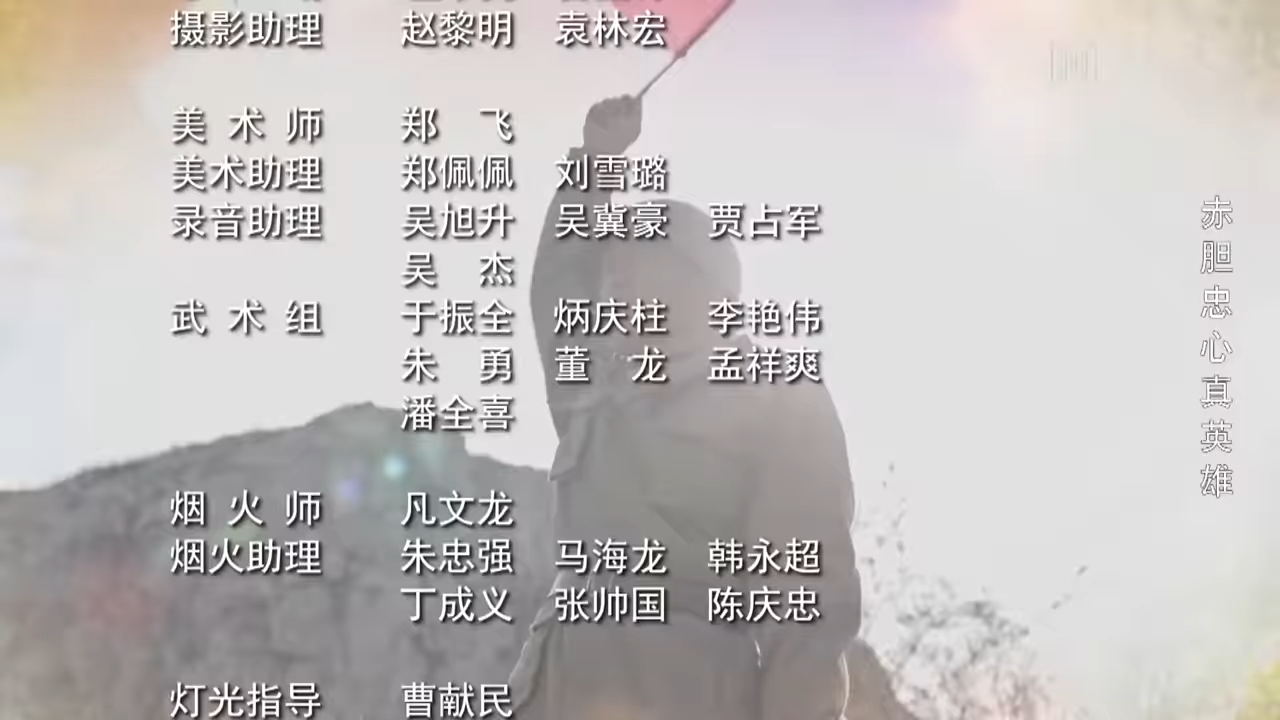 摄影助理 赵黎明 袁林宏
美术师 郑飞
美术助理 郑佩佩 刘雪璐
录音助理 吴旭升 吴冀豪 贾占军
吴杰
武术组 于振全 炳庆柱 李艳伟
朱勇 董龙 孟祥爽
潘全喜
烟火师 凡文龙
烟火助理 朱忠强 马海龙 韩永超
丁成义 张帅国 陈庆忠
灯光指导 曹献民
赤胆忠心真英雄